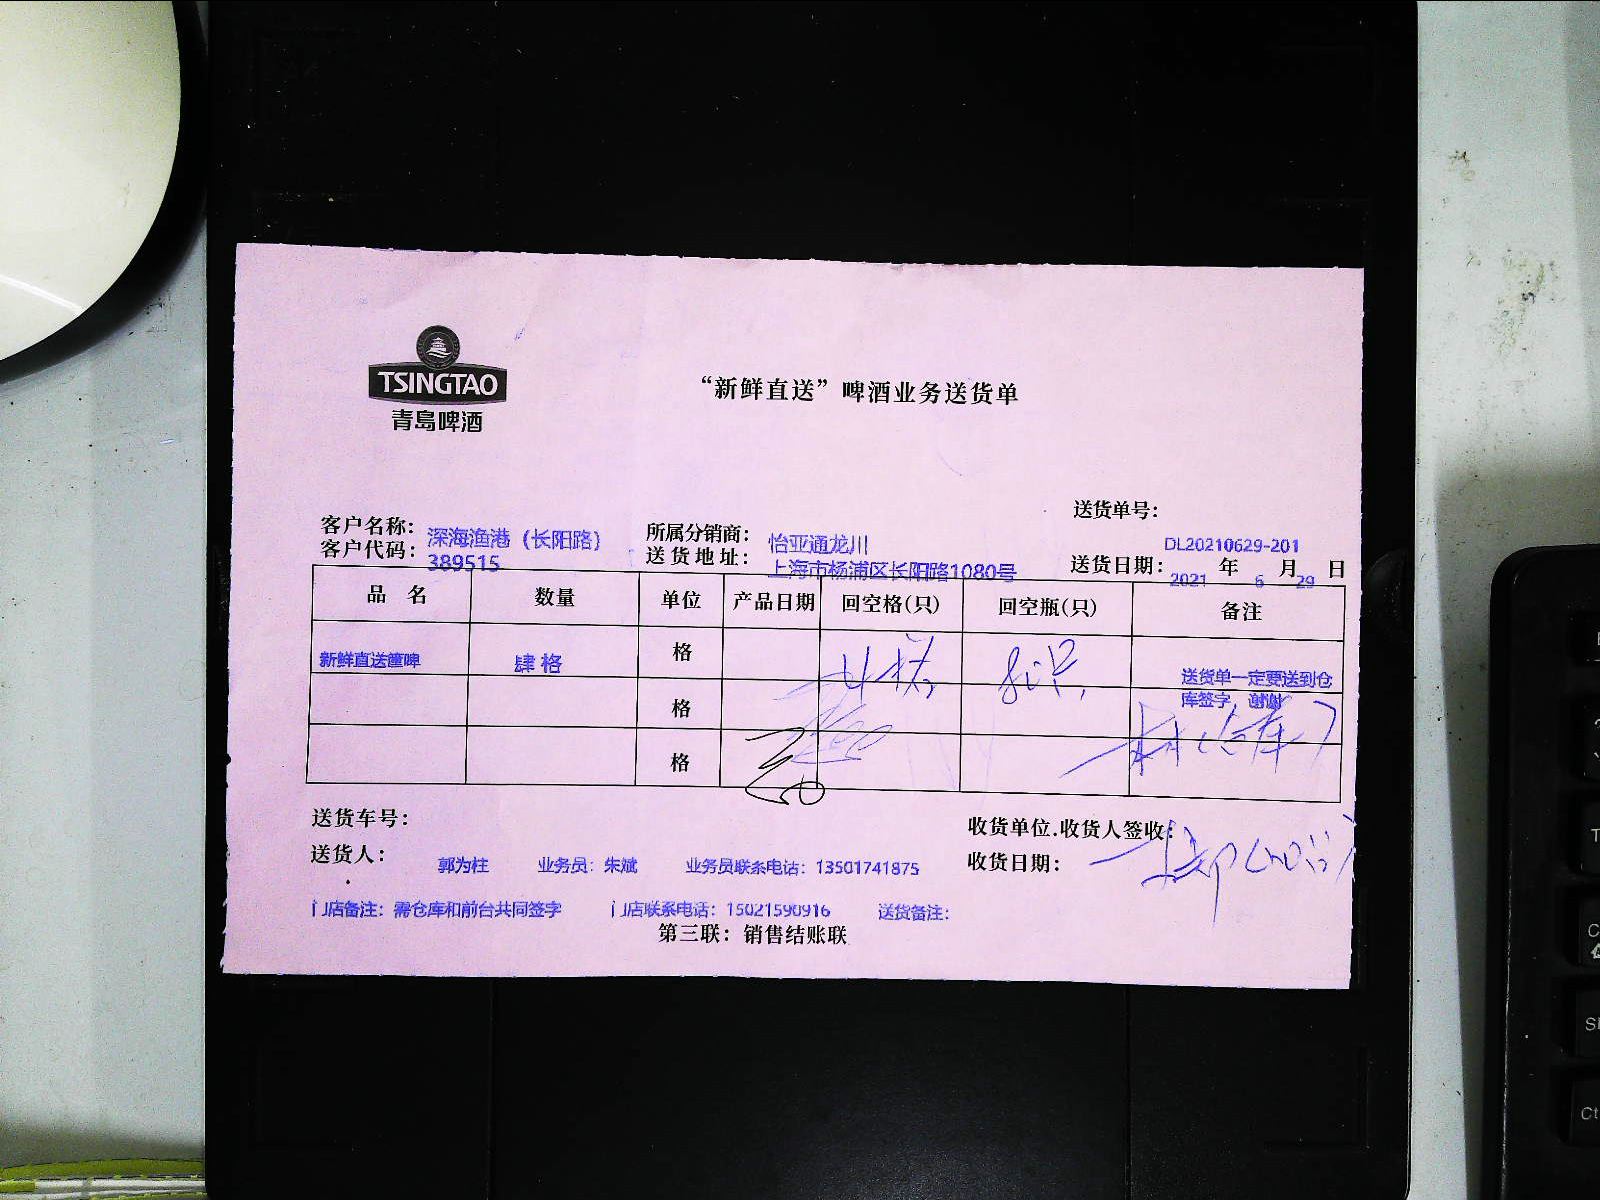 TSINGTAO
青岛啤酒
“新鲜直送”啤酒业务送货单
送货单号：
DL20210629-201
客户名称： 深海渔港（长阳路） 所属分销商： 怡亚通龙川
客户代码： 389515 送货地址： 上海市杨浦区长阳路1080号 送货日期： 2021 年 6 月 29 日
品 名 数量 单位 产品日期 回空格(只) 回空瓶(只) 备注
新鲜直送筐啤 肆 格 格 送货单一定要送到仓
库签字 谢谢
格
格
送货车号： 收货单位.收货人签收：
送货人： 郭为柱 业务员：朱斌 业务员联系电话：13501741875 收货日期：
门店备注：需仓库和前台共同签字 门店联系电话：15021590916 送货备注：
第三联：销售结账联